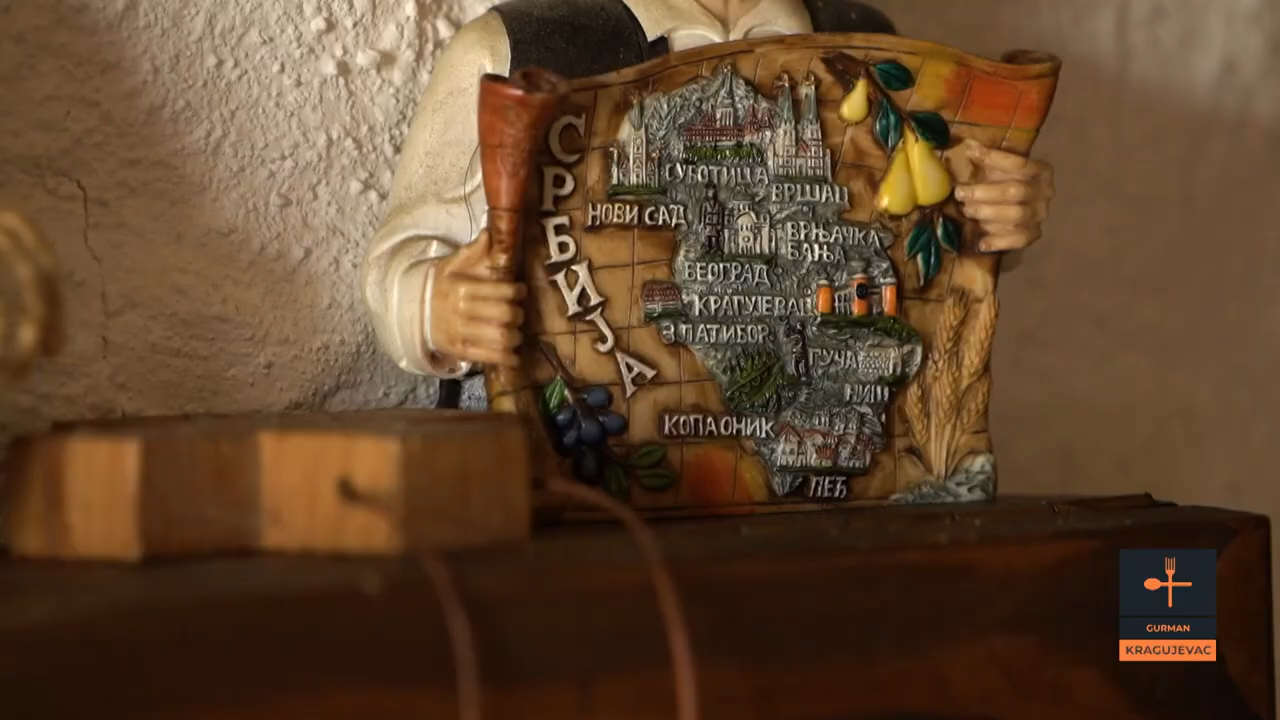 СРБИЈА
СУБОТИЦА
ВРШАЦ
НОВИ САД
ВРЊАЧКА
БАЊА
БЕОГРАД
КРАГУЈЕВАЦ
ЗЛАТИБОР
ГУЧА
НИШ
КОПАОНИК
ПЕЋ
GURMAN
KRAGUJEVAC